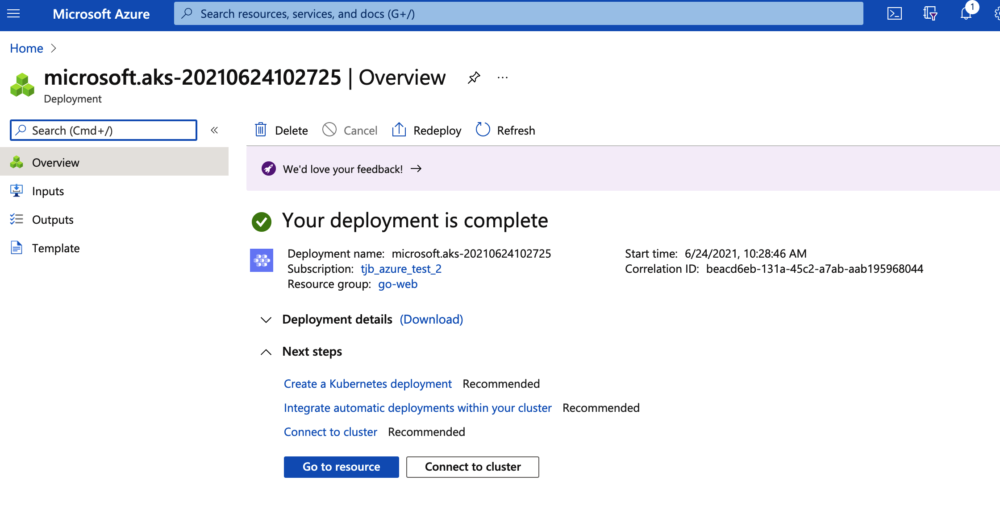 Microsoft Azure
Search resources, services, and docs (G+/)
1
Home
microsoft.aks-20210624102725 | Overview
Deployment
Search (Cmd+/)
Delete
Cancel
Redeploy
Refresh
Overview
Inputs
Outputs
Template
We'd love your feedback!
Your deployment is complete
Deployment name: microsoft.aks-20210624102725
Subscription: tjb_azure_test_2
Resource group: go-web
Start time: 6/24/2021, 10:28:46 AM
Correlation ID: beacd6eb-131a-45c2-a7ab-aab195968044
Deployment details (Download)
Next steps
Create a Kubernetes deployment Recommended
Integrate automatic deployments within your cluster Recommended
Connect to cluster Recommended
Go to resource
Connect to cluster